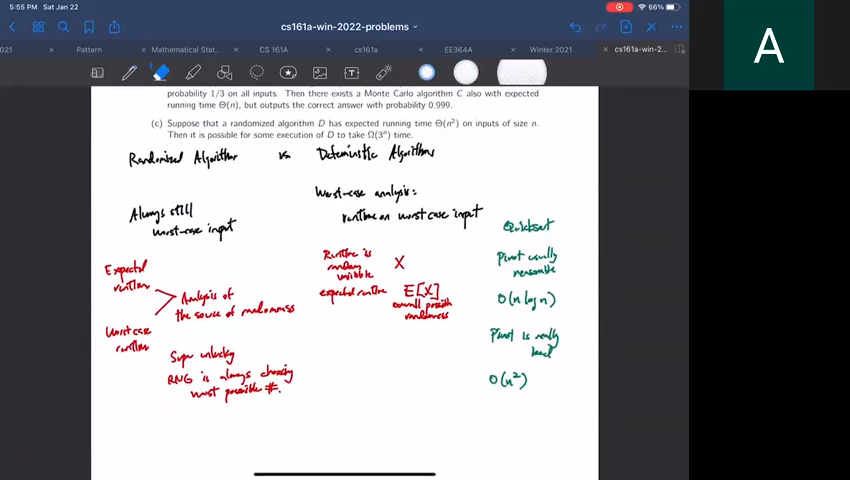 5:55 PM Sat Jan 22
66%
cs161a-win-2022-problems
2021
Pattern
Mathematical Stat...
CS 161A
cs161a
EE364A
Winter 2021
cs161a-win-2...
A
probability 1/3 on all inputs. Then there exists a Monte Carlo algorithm C also with expected
running time Θ(n), but outputs the correct answer with probability 0.999.
(c) Suppose that a randomized algorithm D has expected running time Θ(n²) on inputs of size n.
Then it is possible for some execution of D to take Ω(3ⁿ) time.
Randomized Algorithm vs Deterministic Algorithms
Always still
worst-case input
Worst-case analysis:
runtime on worst case input
Expected
runtime
Worst case
runtime
Analysis of
the source of randomness
Super unlucky
RNG is always choosing
worst possible #.
Runtime is
random
variable
X
expected runtime E[X]
over all possible
randomness
Quicksort
Pivot usually
reasonable
O(n log n)
Pivot is really
bad
O(n²)